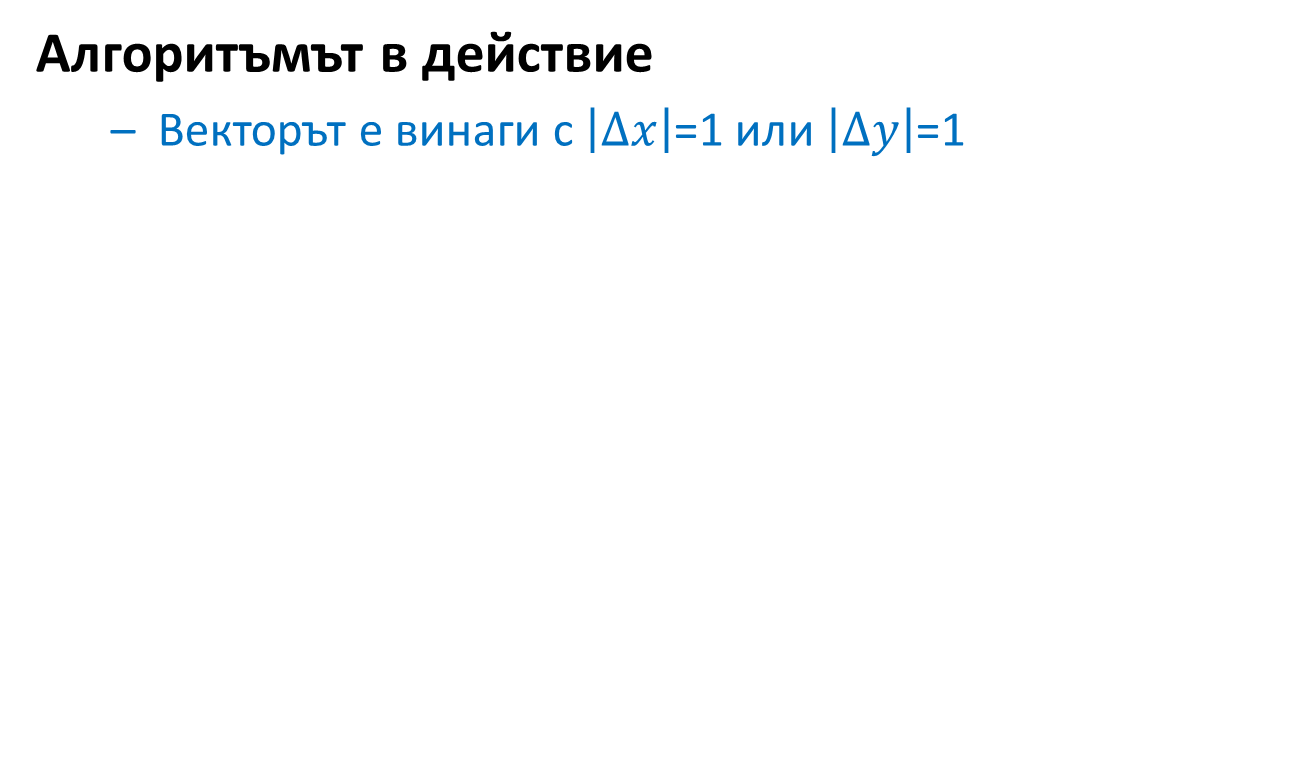 Алгоритъмът в действие
– Векторът е винаги с |Δx|=1 или |Δy|=1